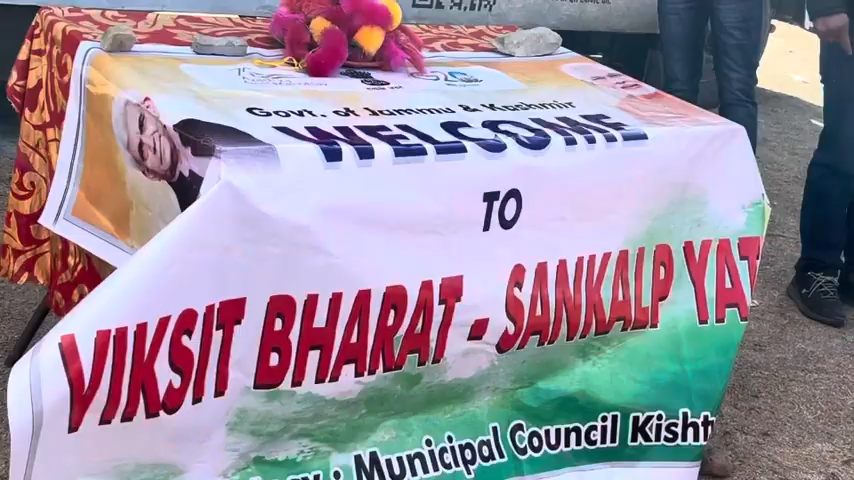 Govt. of Jammu & Kashmir
WELCOME
TO
VIKSIT BHARAT - SANKALP YAT
: Municipal Council Kisht